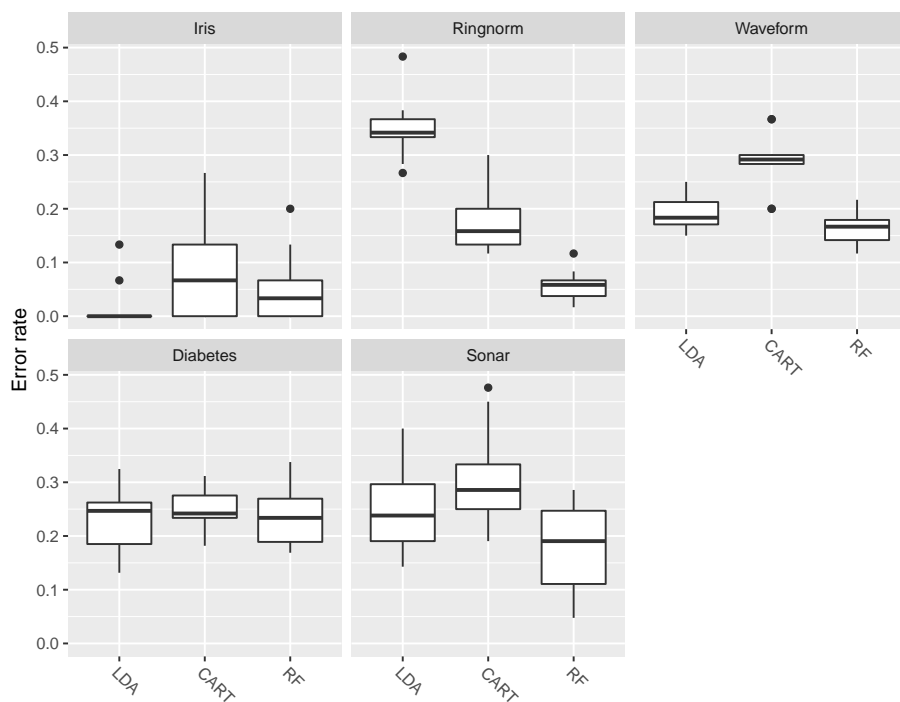 Iris
Ringnorm
Waveform
0.5
0.4
0.3
0.2
0.1
0.0
LDA
CART
RF
Error rate
Diabetes
Sonar
0.5
0.4
0.3
0.2
0.1
0.0
LDA
CART
RF
LDA
CART
RF